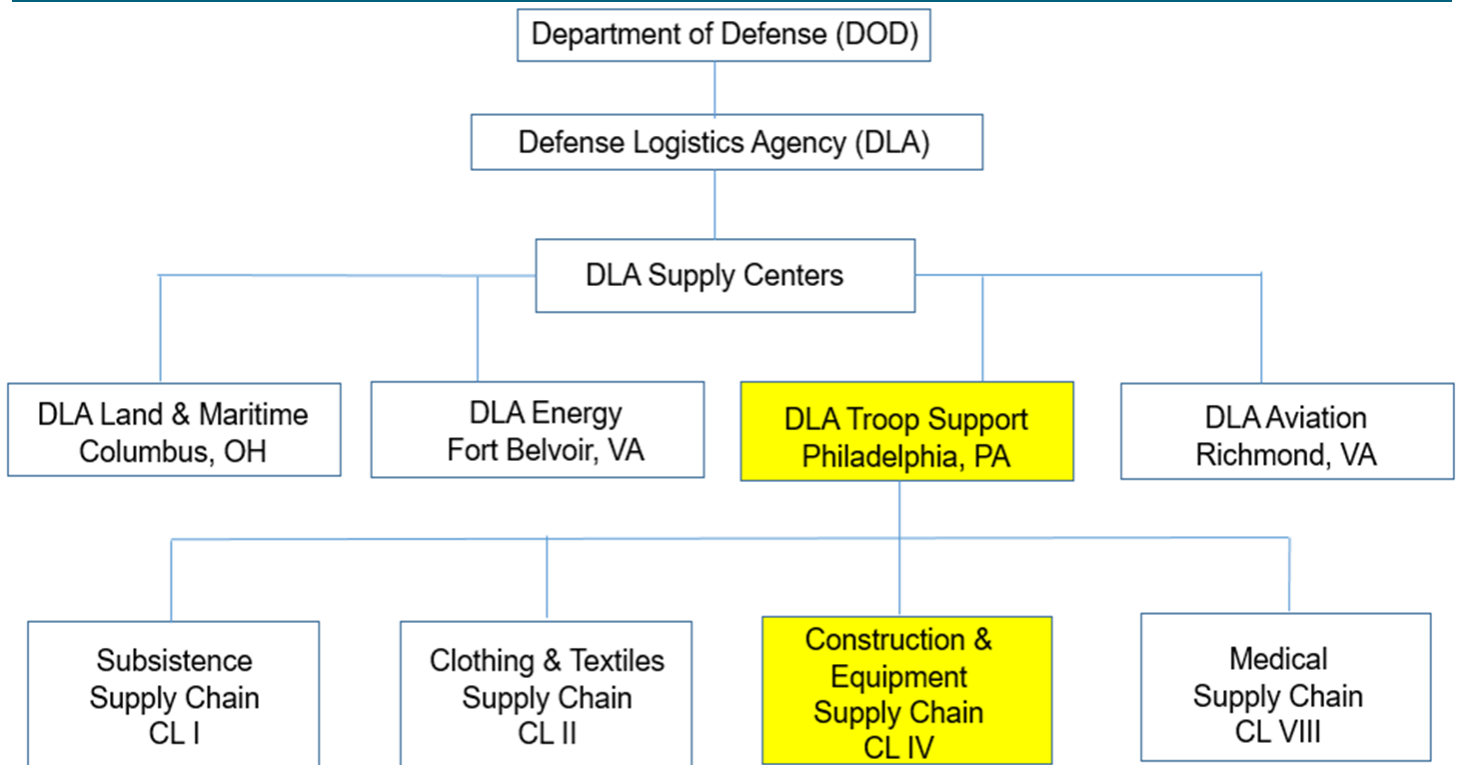 Department of Defense (DOD)
Defense Logistics Agency (DLA)
DLA Supply Centers
DLA Land & Maritime
Columbus, OH
DLA Energy
Fort Belvoir, VA
DLA Troop Support
Philadelphia, PA
DLA Aviation
Richmond, VA
Subsistence
Supply Chain
CL I
Clothing & Textiles
Supply Chain
CL II
Construction &
Equipment
Supply Chain
CL IV
Medical
Supply Chain
CL VIII